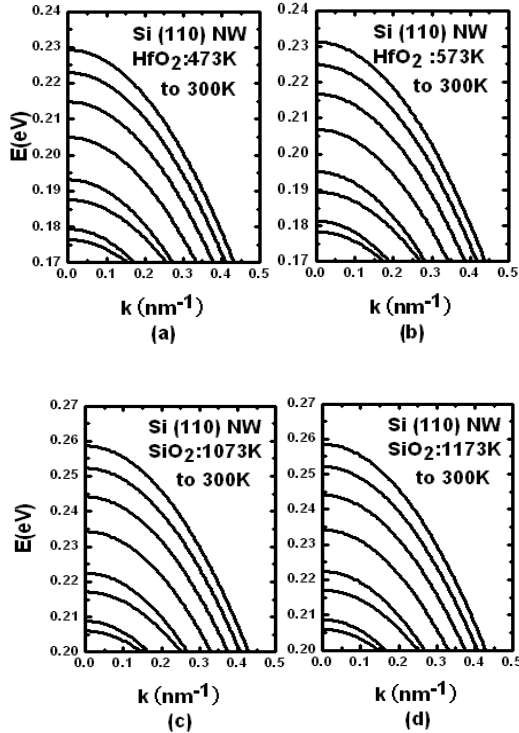 0.24
0.23
0.22
0.21
0.20
0.19
0.18
0.17
E(eV)
Si (110) NW
HfO2:473K
to 300K
0.0 0.1 0.2 0.3 0.4 0.5
k (nm-1)
(a)
0.24
0.23
0.22
0.21
0.20
0.19
0.18
0.17
Si (110) NW
HfO2 :573K
to 300K
0.0 0.1 0.2 0.3 0.4 0.5
k (nm-1)
(b)
0.27
0.26
0.25
0.24
0.23
0.22
0.21
0.20
E(eV)
Si (110) NW
SiO2:1073K
to 300K
0.0 0.1 0.2 0.3 0.4 0.5
k (nm-1)
(c)
0.27
0.26
0.25
0.24
0.23
0.22
0.21
0.20
Si (110) NW
SiO2:1173K
to 300K
0.0 0.1 0.2 0.3 0.4 0.5
k (nm-1)
(d)